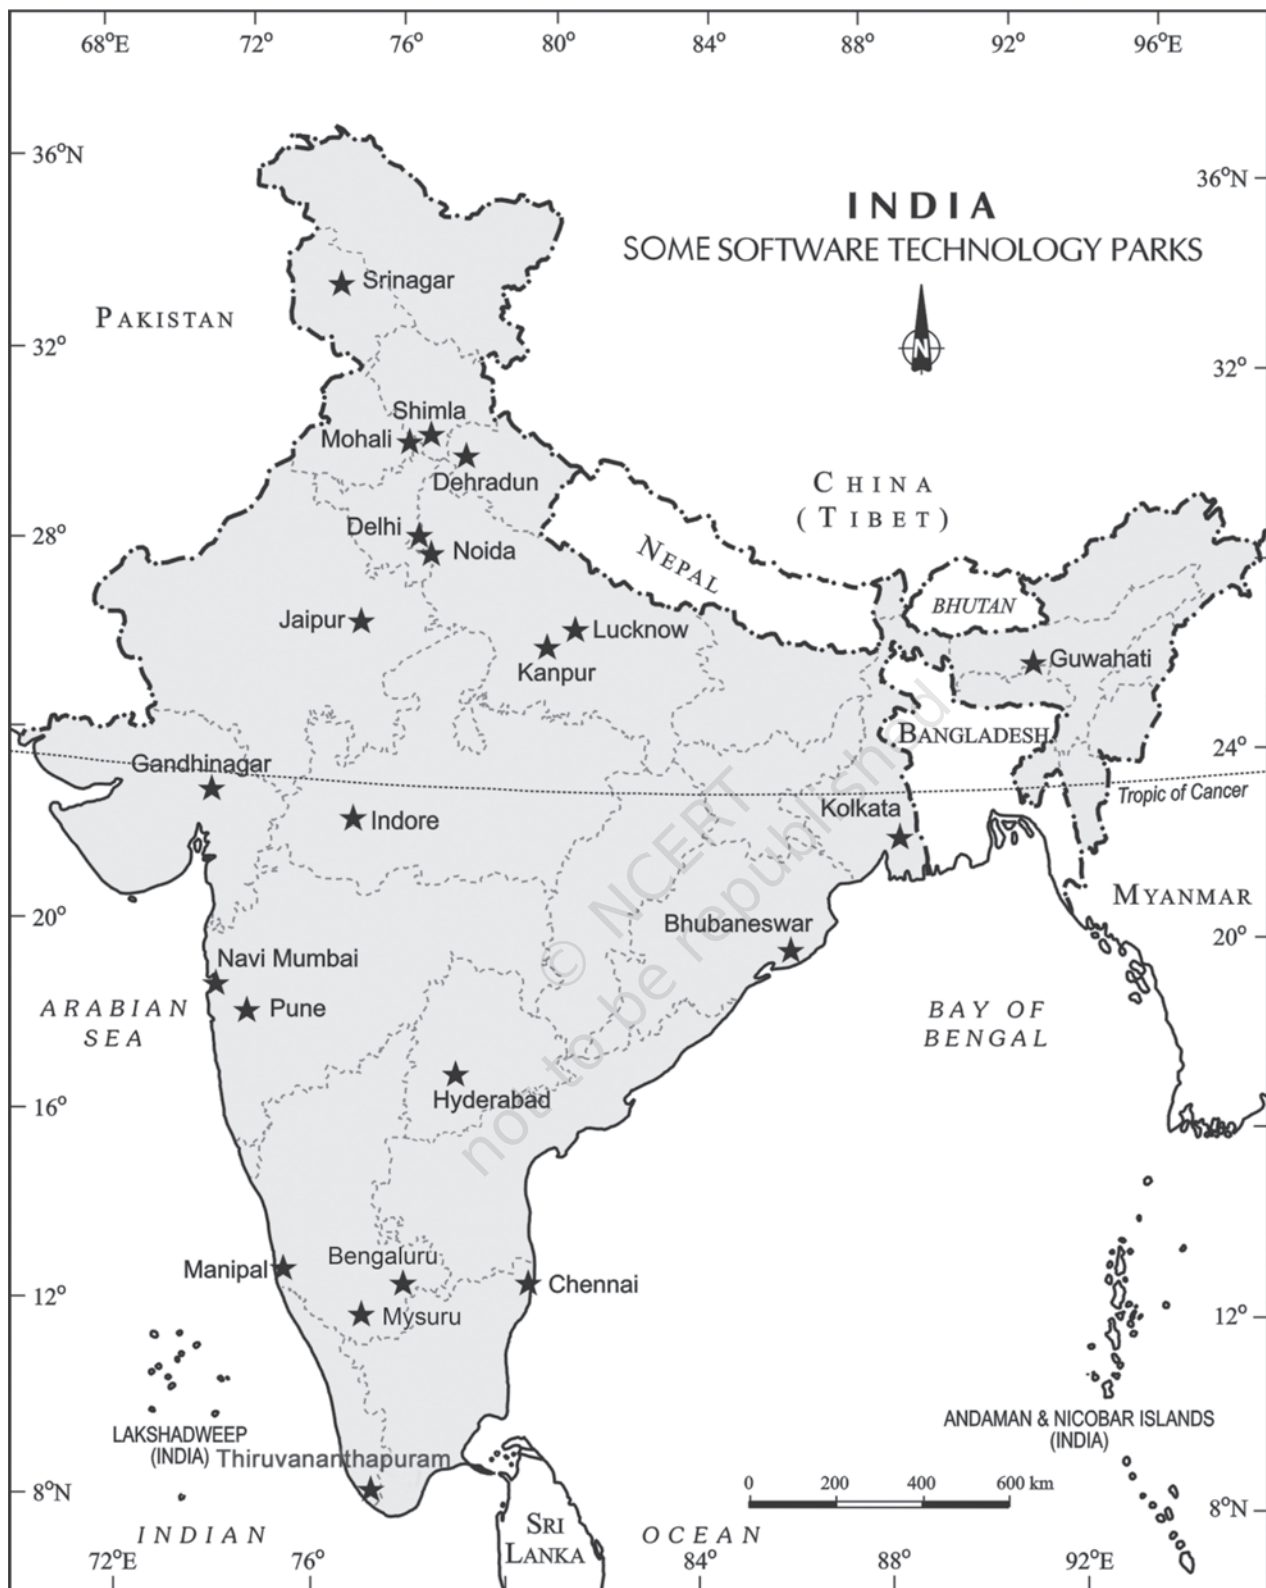 68°E 72° 76° 80° 84° 88° 92° 96°E
36°N
36°N
INDIA
SOME SOFTWARE TECHNOLOGY PARKS
Srinagar
PAKISTAN
N
32°
32°
Shimla
Mohali
Dehradun
CHINA
(TIBET)
28°
Delhi
Noida
NEPAL
BHUTAN
Jaipur
Lucknow
Kanpur
Guwahati
BANGLADESH
24°
Gandhinagar
Tropic of Cancer
Kolkata
Indore
MYANMAR
20°
20°
Bhubaneswar
Navi Mumbai
Pune
ARABIAN
SEA
BAY OF
BENGAL
© NCERT
not to be republished
Hyderabad
16°
Bengaluru
Manipal
Chennai
Mysuru
12°
12°
LAKSHADWEEP
(INDIA)
Thiruvananthapuram
ANDAMAN & NICOBAR ISLANDS
(INDIA)
0 200 400 600 km
8°N
8°N
INDIAN
OCEAN
SRI
LANKA
72°E 76° 84° 88° 92°E